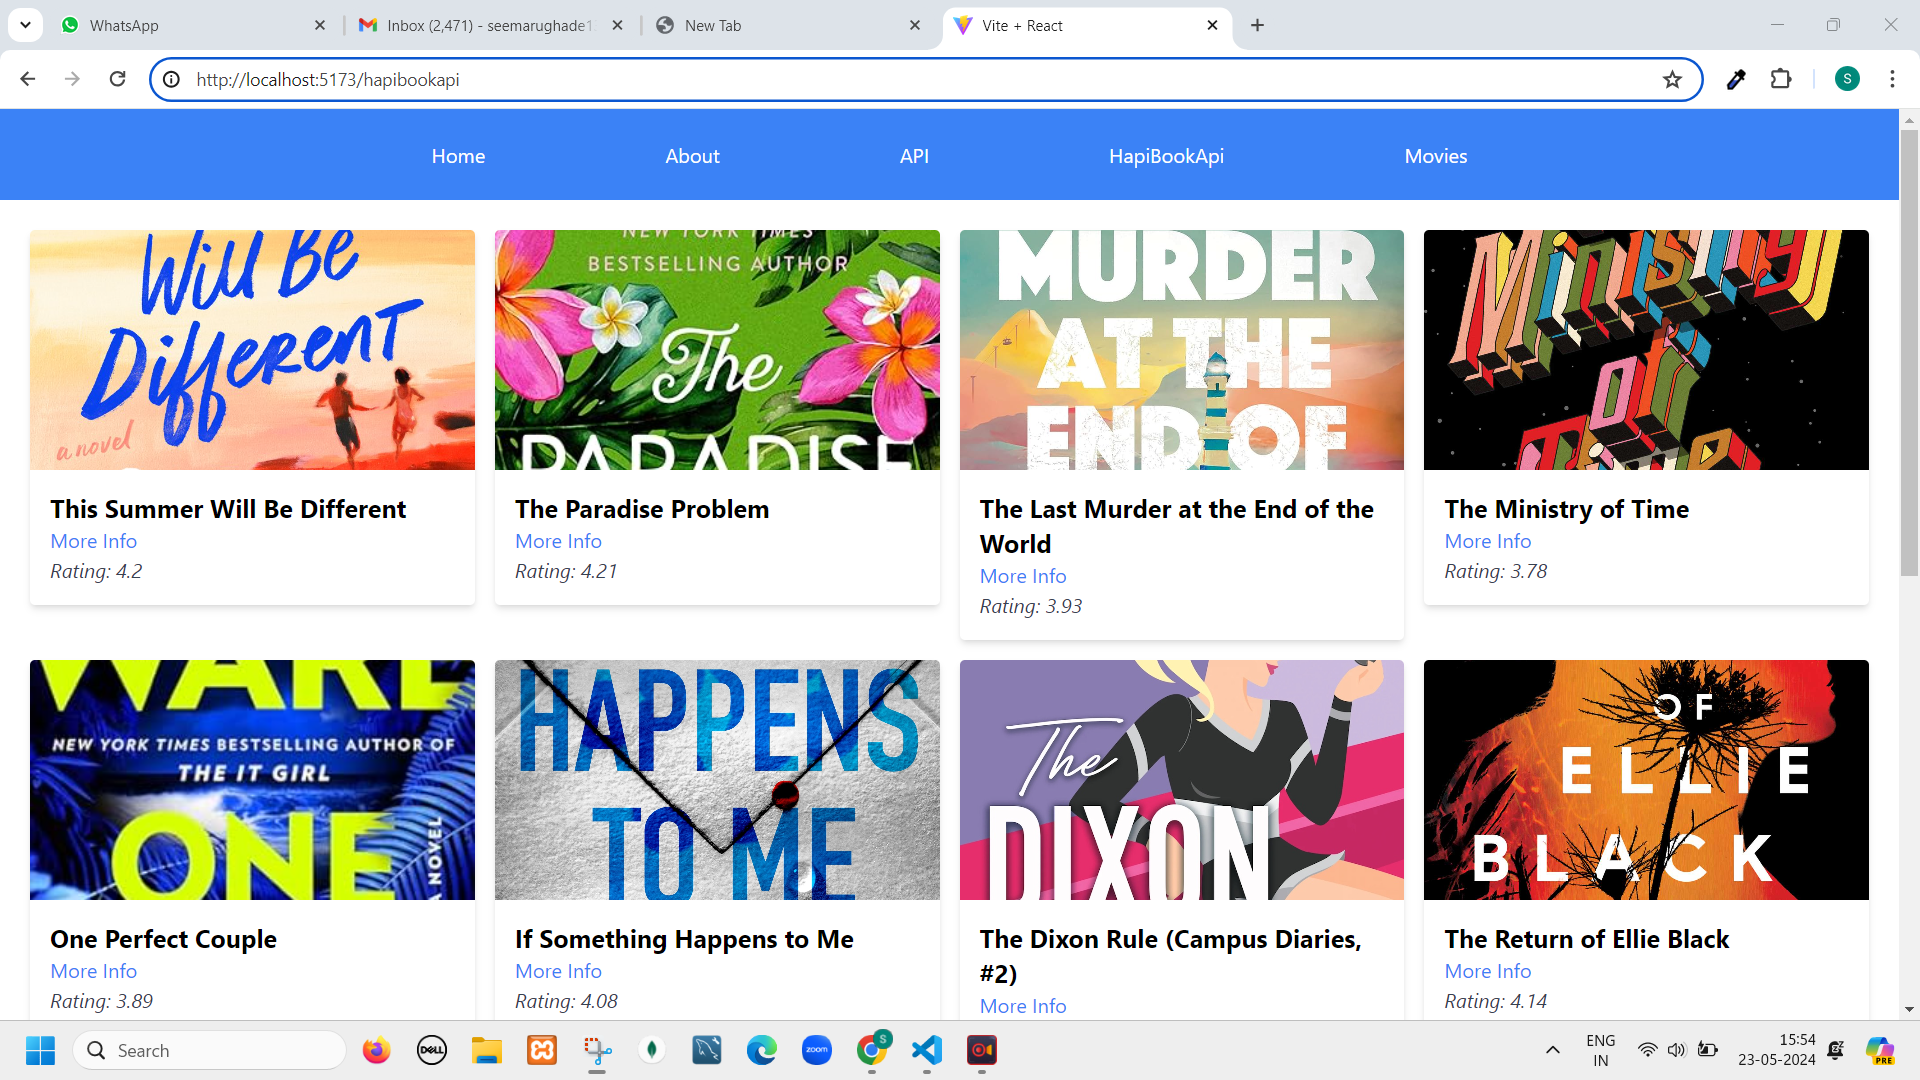 WhatsApp
Inbox (2,471) - seemarughade1
New Tab
Vite + React
http://localhost:5173/hapibookapi
S
Home
About
API
HapiBookApi
Movies
Will Be
Different
a novel
NEW YORK TIMES
BESTSELLING AUTHOR
The
PARADISE
MURDER
AT THE
END OF
Ministry
of
Time
This Summer Will Be Different
More Info
Rating: 4.2
The Paradise Problem
More Info
Rating: 4.21
The Last Murder at the End of the
World
More Info
Rating: 3.93
The Ministry of Time
More Info
Rating: 3.78
WARE
NEW YORK TIMES BESTSELLING AUTHOR OF
THE IT GIRL
ONE
A NOVEL
HAPPENS
TO ME
The
DIXON
OF
ELLIE
BLACK
One Perfect Couple
More Info
Rating: 3.89
If Something Happens to Me
More Info
Rating: 4.08
The Dixon Rule (Campus Diaries,
#2)
More Info
The Return of Ellie Black
More Info
Rating: 4.14
Search
DELL
zoom
S
ENG
IN
15:54
23-05-2024
PRE